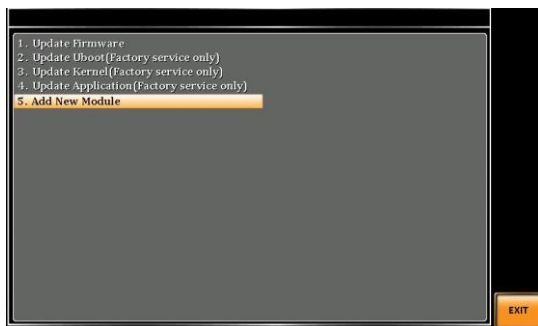 1. Update Firmware
2. Update Uboot(Factory service only)
3. Update Kernel(Factory service only)
4. Update Application(Factory service only)
5. Add New Module
EXIT